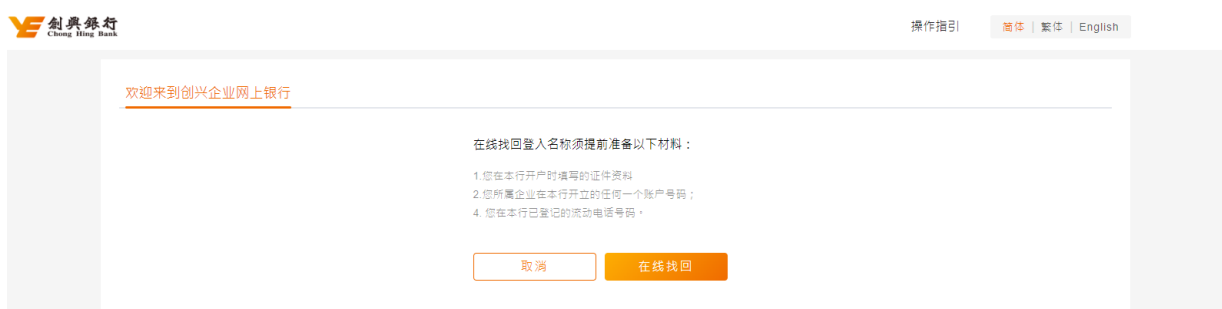 創興銀行
Chong Hing Bank
操作指引
简体 | 繁体 | English
欢迎来到创兴企业网上银行
在线找回登入名称须提前准备以下材料：
1.您在本行开户时填写的证件资料
2.您所属企业在本行开立的任何一个账户号码；
4. 您在本行已登记的流动电话号码。
取消
在线找回